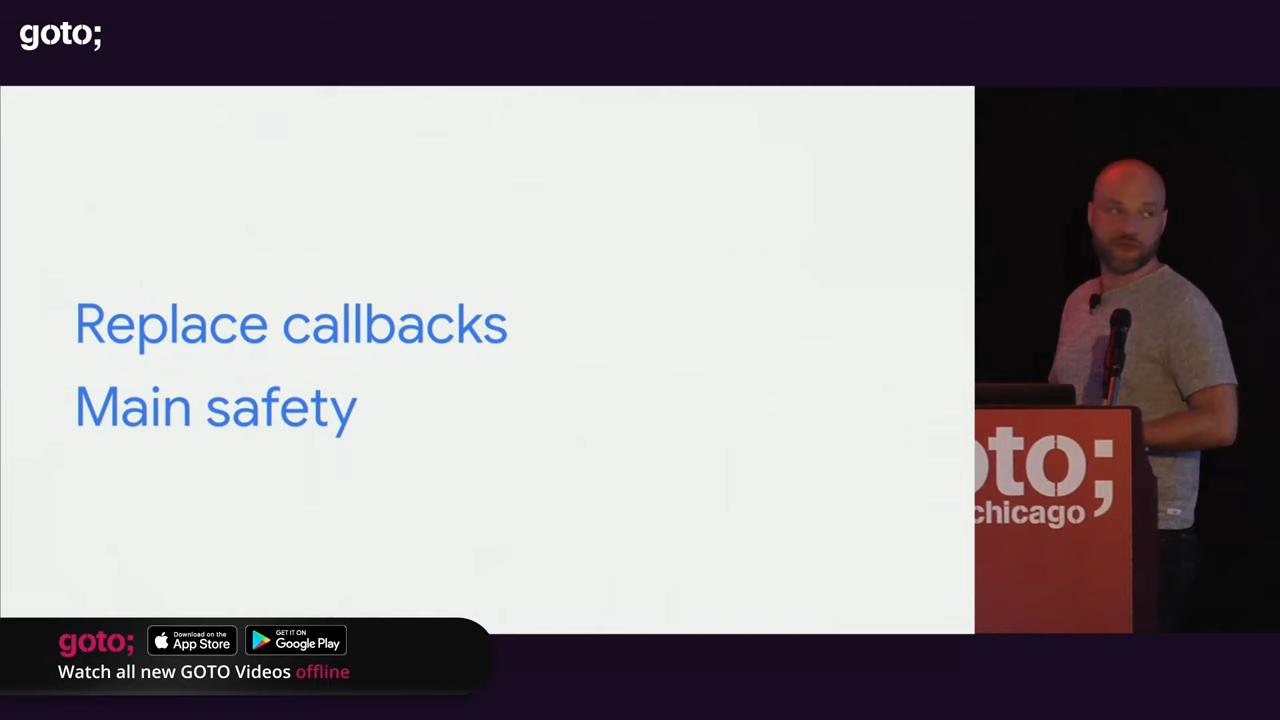 goto;
Replace callbacks
Main safety
oto;
chicago
goto;
Download on the
App Store
GET IT ON
Google Play
Watch all new GOTO Videos offline